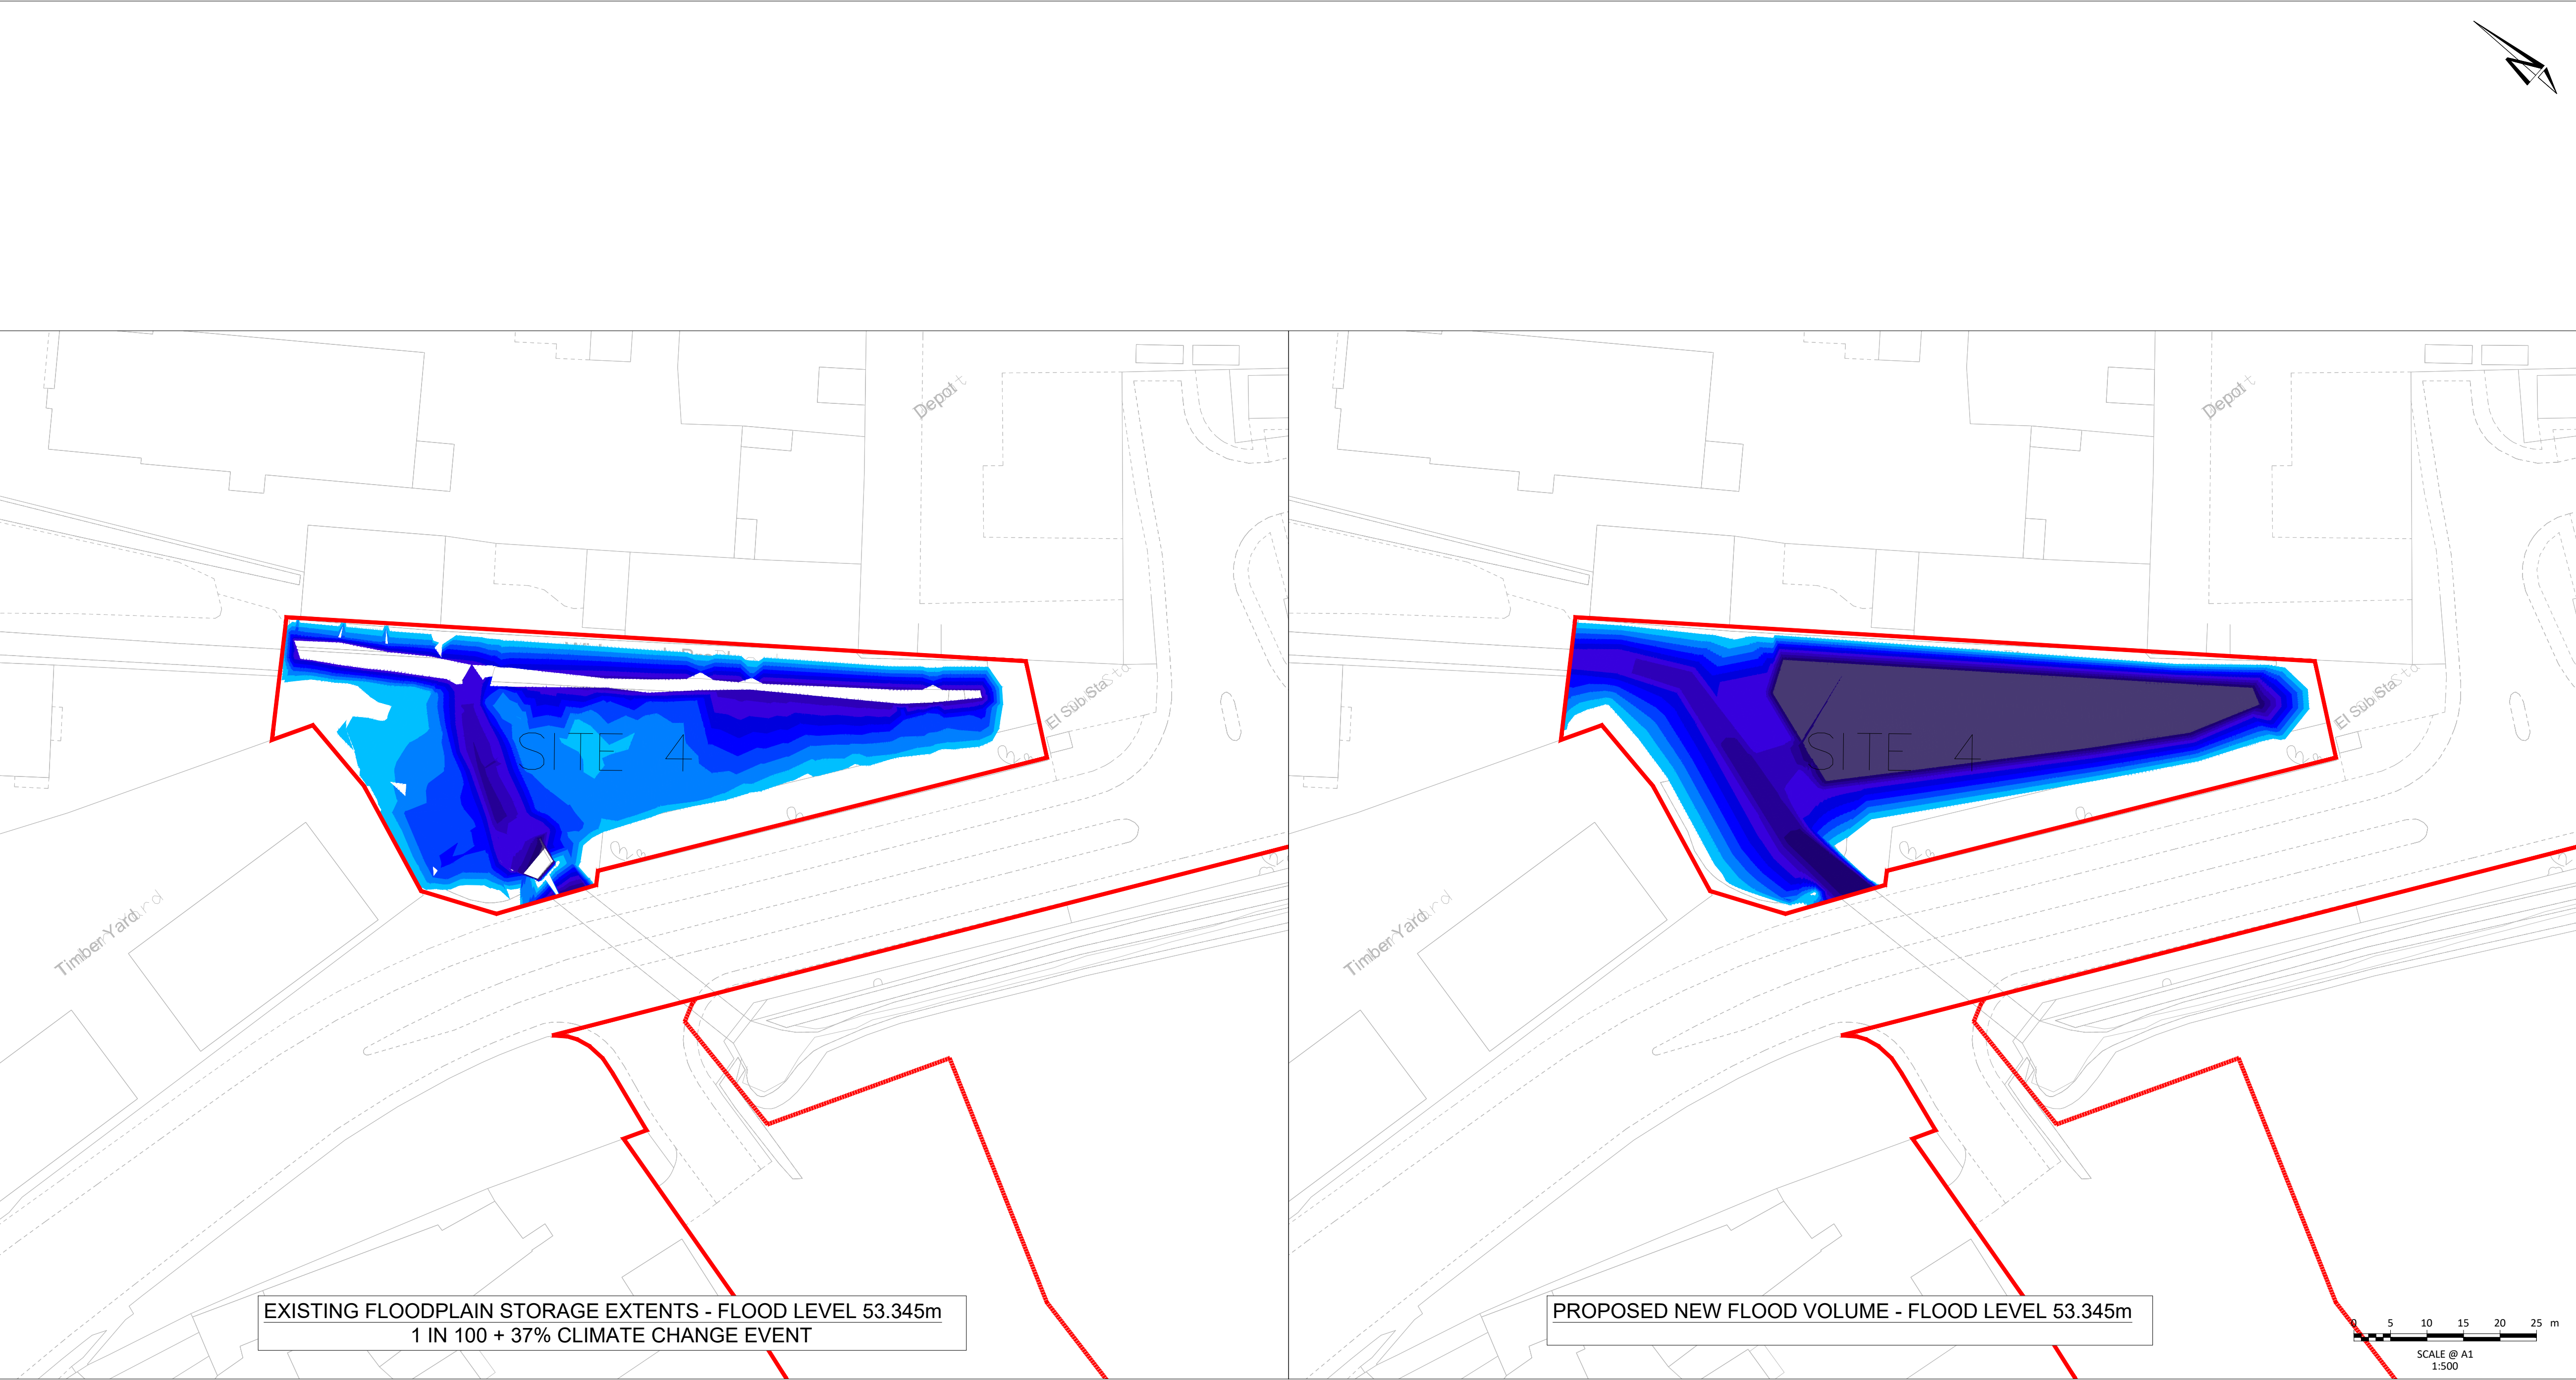 N
Depot
Depot
El Sub Sta
El Sub Sta
SITE 4
SITE 4
Timber Yard
Timber Yard
EXISTING FLOODPLAIN STORAGE EXTENTS - FLOOD LEVEL 53.345m
1 IN 100 + 37% CLIMATE CHANGE EVENT
PROPOSED NEW FLOOD VOLUME - FLOOD LEVEL 53.345m
0 5 10 15 20 25 m
SCALE @ A1
1:500